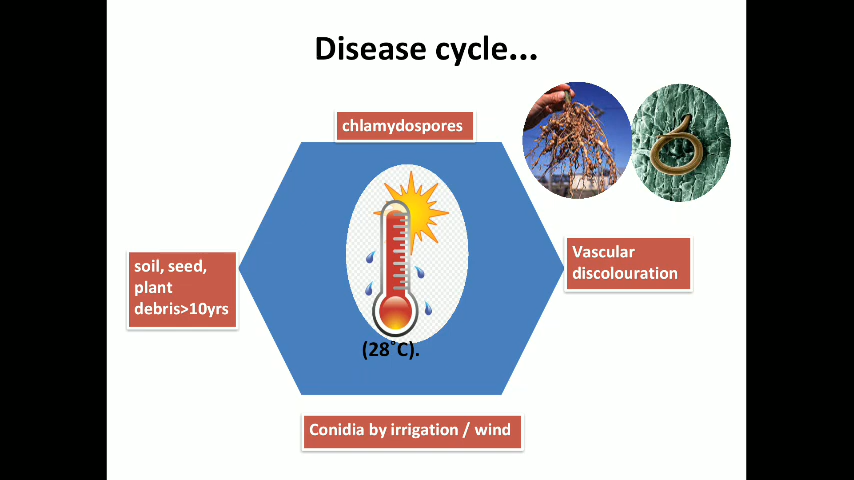 Disease cycle...
chlamydospores
Vascular
discolouration
soil, seed,
plant
debris>10yrs
(28°C).
Conidia by irrigation / wind